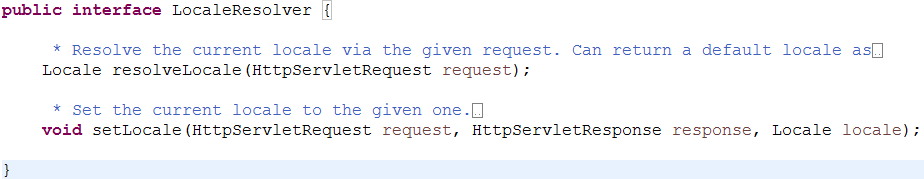 public interface LocaleResolver {
* Resolve the current locale via the given request. Can return a default locale as
Locale resolveLocale(HttpServletRequest request);
* Set the current locale to the given one.
void setLocale(HttpServletRequest request, HttpServletResponse response, Locale locale);
}